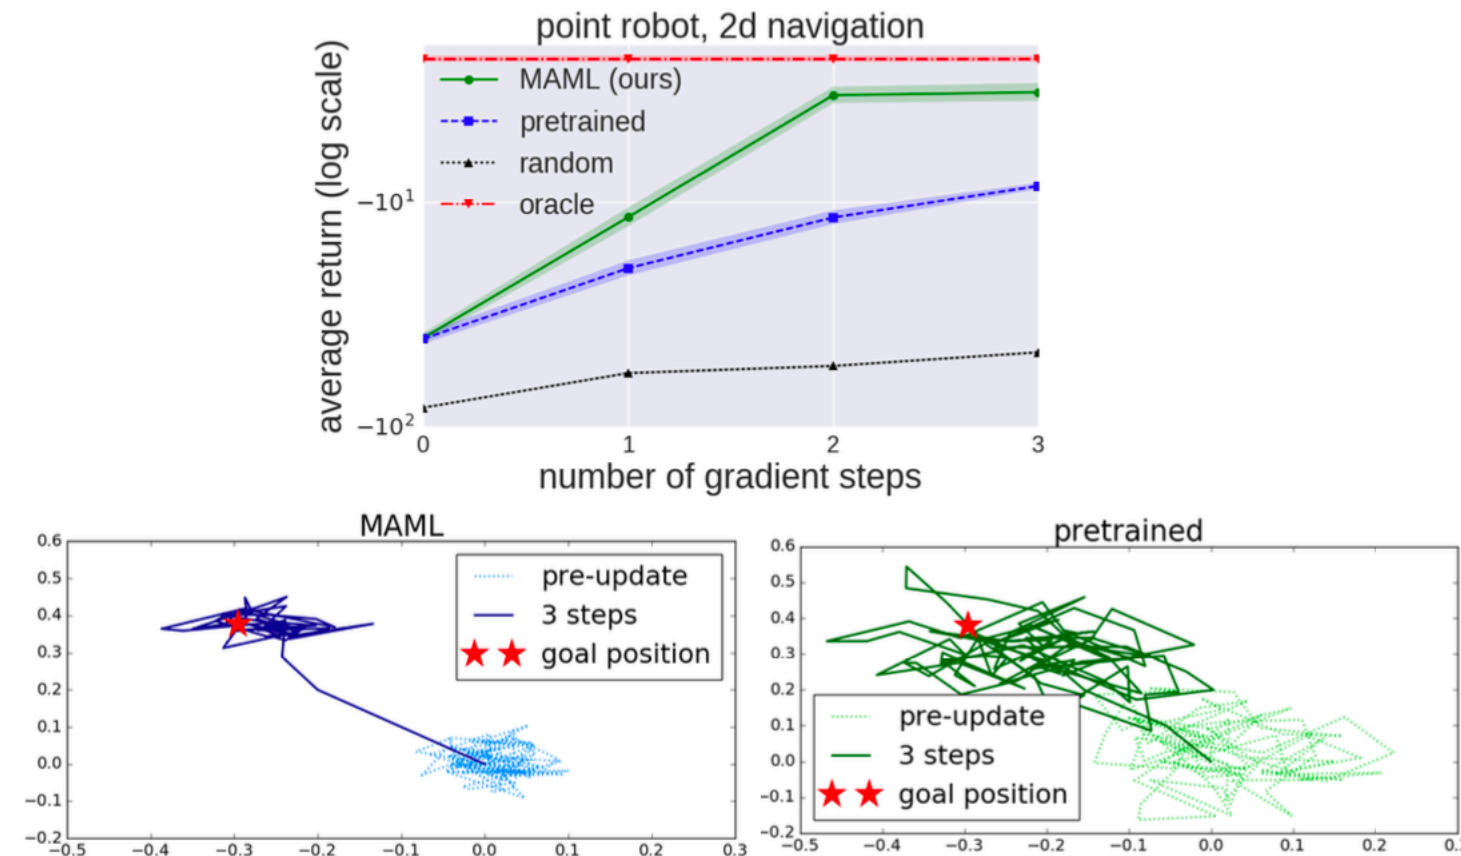 point robot, 2d navigation
average return (log scale)
MAML (ours)
pretrained
random
oracle
−10¹
−10²
0 1 2 3
number of gradient steps
MAML
pre-update
3 steps
goal position
0.6
0.5
0.4
0.3
0.2
0.1
0.0
−0.1
−0.2
−0.5 −0.4 −0.3 −0.2 −0.1 0.0 0.1 0.2 0.3
pretrained
pre-update
3 steps
goal position
0.6
0.5
0.4
0.3
0.2
0.1
0.0
−0.1
−0.2
−0.5 −0.4 −0.3 −0.2 −0.1 0.0 0.1 0.2